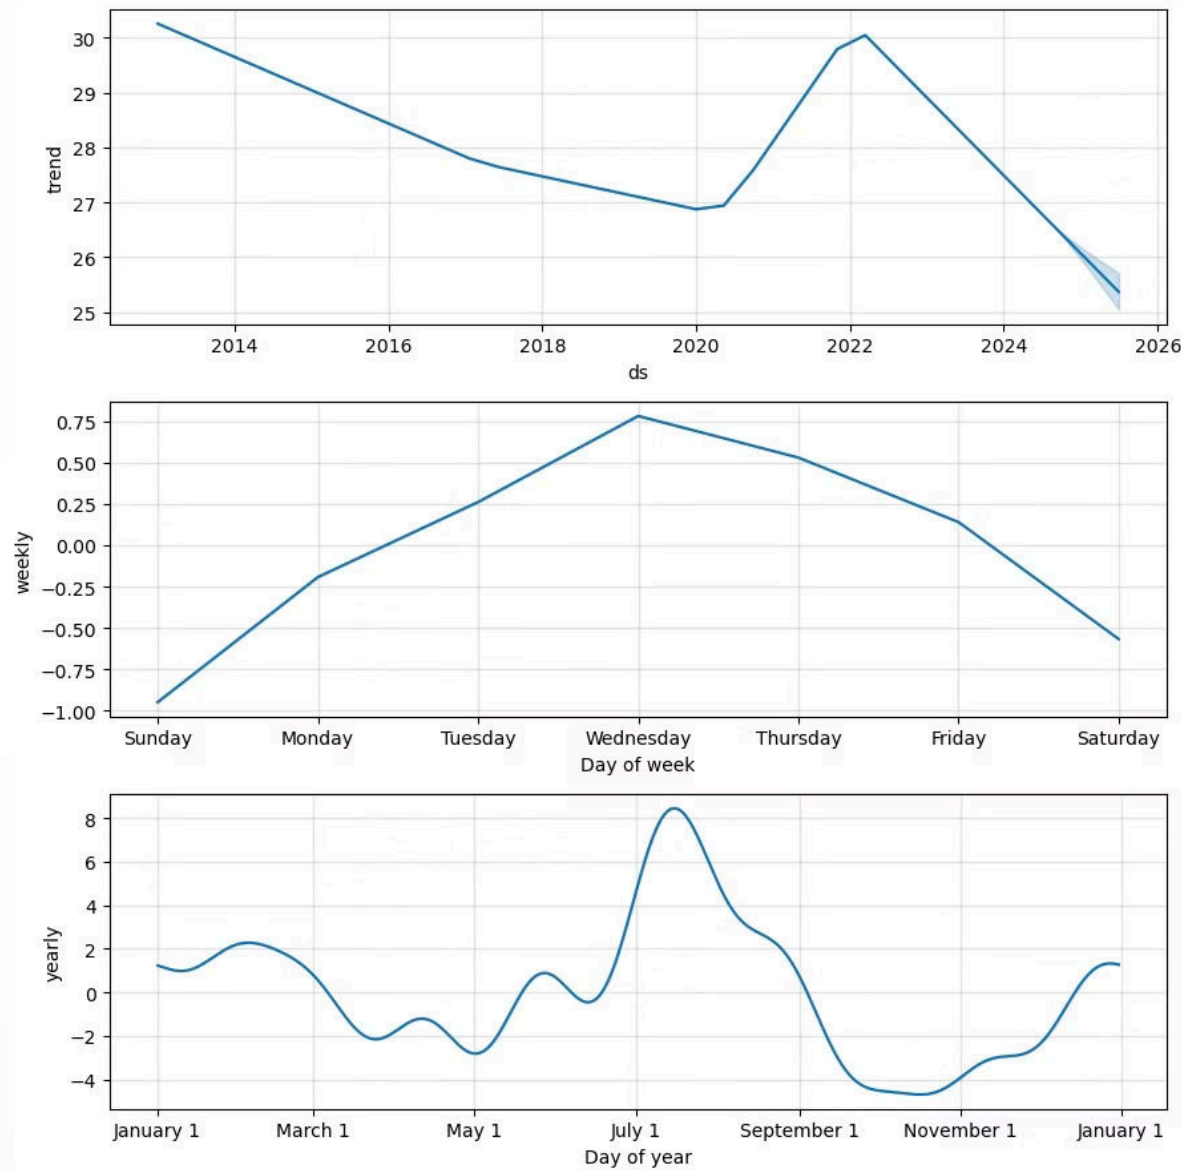 30
29
28
27
26
25
trend
2014 2016 2018 2020 2022 2024 2026
ds
0.75
0.50
0.25
0.00
−0.25
−0.50
−0.75
−1.00
weekly
Sunday Monday Tuesday Wednesday Thursday Friday Saturday
Day of week
8
6
4
2
0
−2
−4
yearly
January 1 March 1 May 1 July 1 September 1 November 1 January 1
Day of year